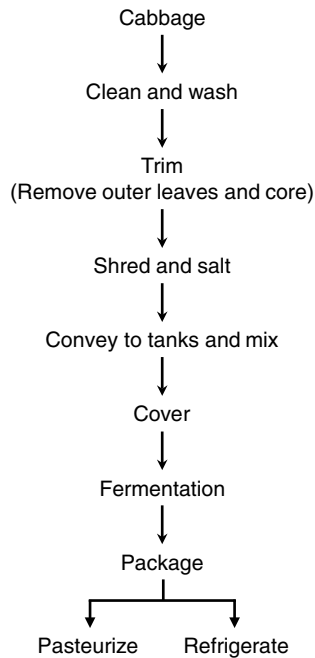 Cabbage
Clean and wash
Trim
(Remove outer leaves and core)
Shred and salt
Convey to tanks and mix
Cover
Fermentation
Package
Pasteurize Refrigerate